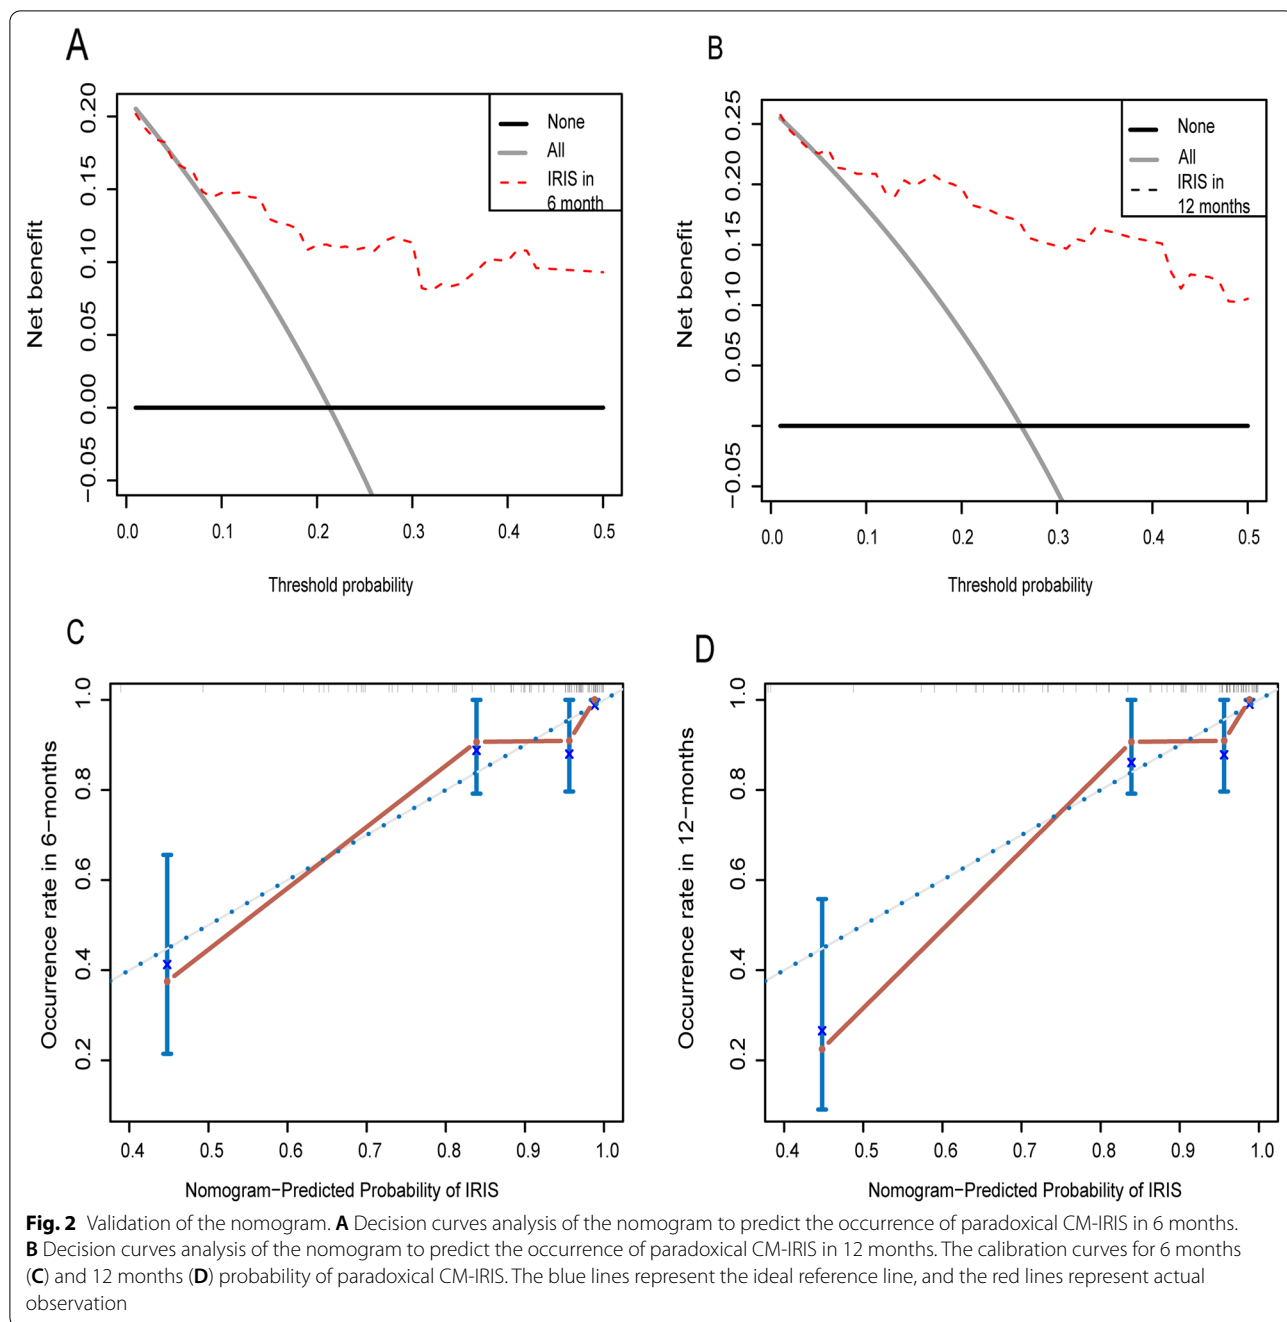 A
Net benefit
0.20
0.15
0.10
0.05
0.00
−0.05
None
All
IRIS in
6 month
0.0 0.1 0.2 0.3 0.4 0.5
Threshold probability
B
Net benefit
0.25
0.20
0.15
0.10
0.05
−0.05
None
All
IRIS in
12 months
0.0 0.1 0.2 0.3 0.4 0.5
Threshold probability
C
Occurrence rate in 6−months
1.0
0.8
0.6
0.4
0.2
0.4 0.5 0.6 0.7 0.8 0.9 1.0
Nomogram−Predicted Probability of IRIS
D
Occurrence rate in 12−months
1.0
0.8
0.6
0.4
0.2
0.4 0.5 0.6 0.7 0.8 0.9 1.0
Nomogram−Predicted Probability of IRIS
Fig. 2 Validation of the nomogram. A Decision curves analysis of the nomogram to predict the occurrence of paradoxical CM-IRIS in 6 months.
B Decision curves analysis of the nomogram to predict the occurrence of paradoxical CM-IRIS in 12 months. The calibration curves for 6 months
(C) and 12 months (D) probability of paradoxical CM-IRIS. The blue lines represent the ideal reference line, and the red lines represent actual
observation